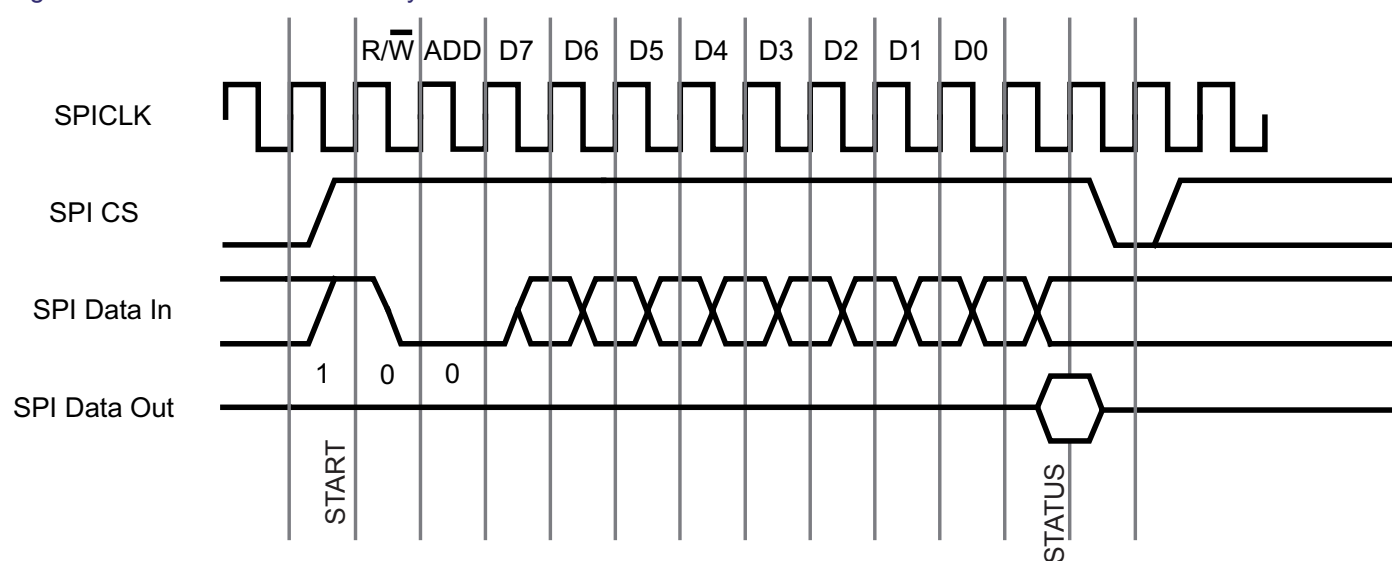 R/W ADD D7 D6 D5 D4 D3 D2 D1 D0
SPICLK
SPI CS
SPI Data In
1 0 0
SPI Data Out
START
STATUS